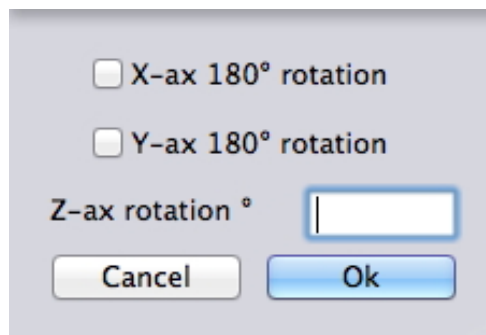 X-ax 180° rotation
Y-ax 180° rotation
Z-ax rotation °
Cancel Ok